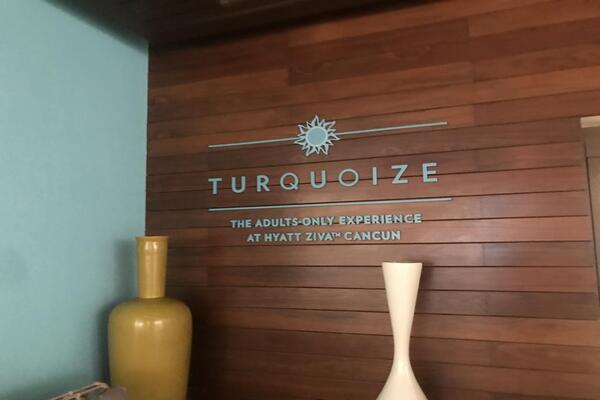 TURQUOIZE
THE ADULTS-ONLY EXPERIENCE
AT HYATT ZIVA™ CANCUN